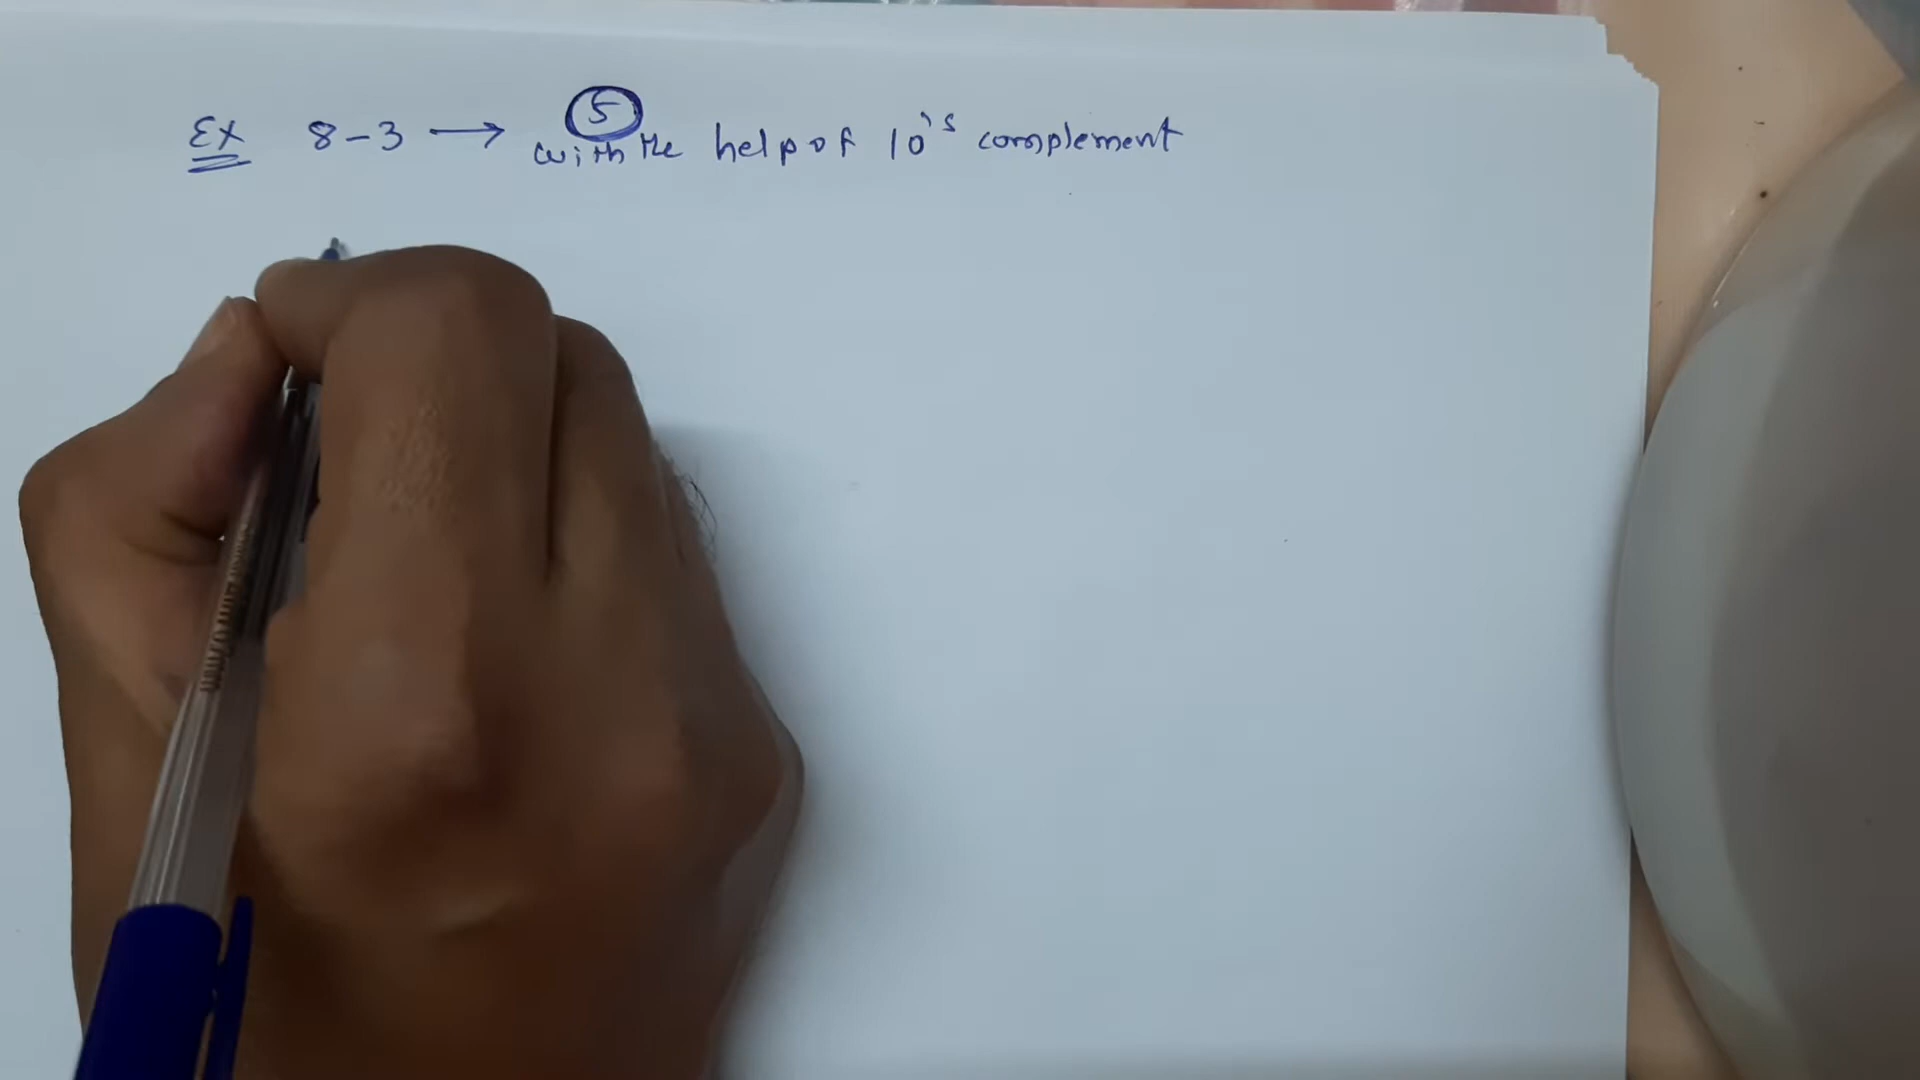 Ex 8-3 → 5
with the help of 10's complement